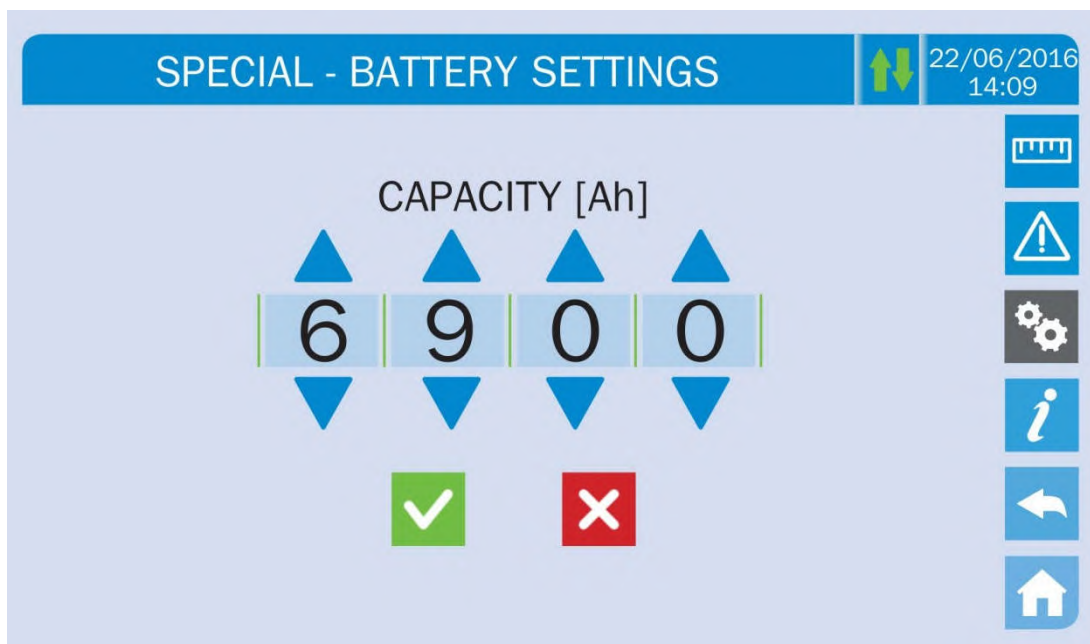 SPECIAL - BATTERY SETTINGS
22/06/2016
14:09
CAPACITY [Ah]
6 9 0 0
i